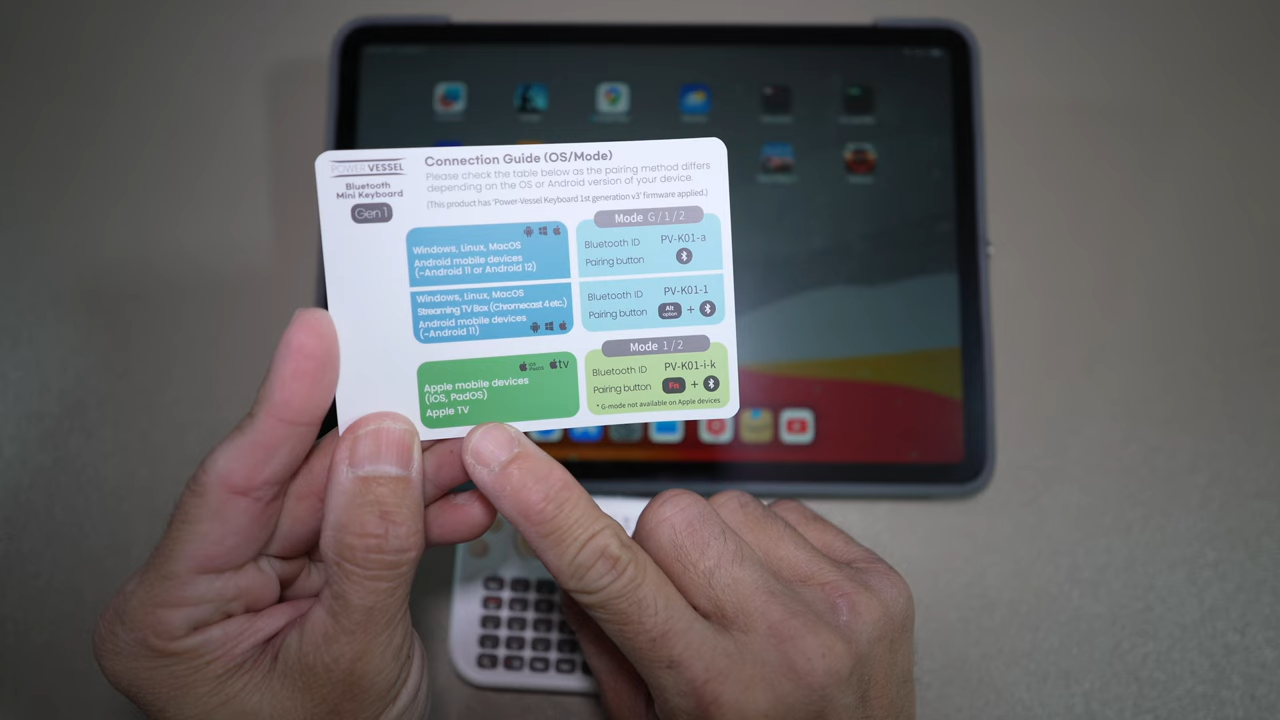 POWER VESSEL
Bluetooth
Mini Keyboard
Gen 1
Connection Guide (OS/Mode)
Please check the table below as the pairing method differs
depending on the OS or Android version of your device.
(This product has 'Power-Vessel Keyboard 1st generation v3' firmware applied.)
Mode G / 1 / 2
Windows, Linux, MacOS
Android mobile devices
(~Android 11 or Android 12)
Bluetooth ID PV-K01-a
Pairing button
Windows, Linux, MacOS
Streaming TV Box (Chromecast 4 etc.)
Android mobile devices
(~Android 11)
Bluetooth ID PV-K01-1
Pairing button Alt option +
Mode 1 / 2
iOS
iPadOS
tv
Apple mobile devices
(iOS, PadOS)
Apple TV
Bluetooth ID PV-K01-i-k
Pairing button Fn +
* G-mode not available on Apple devices